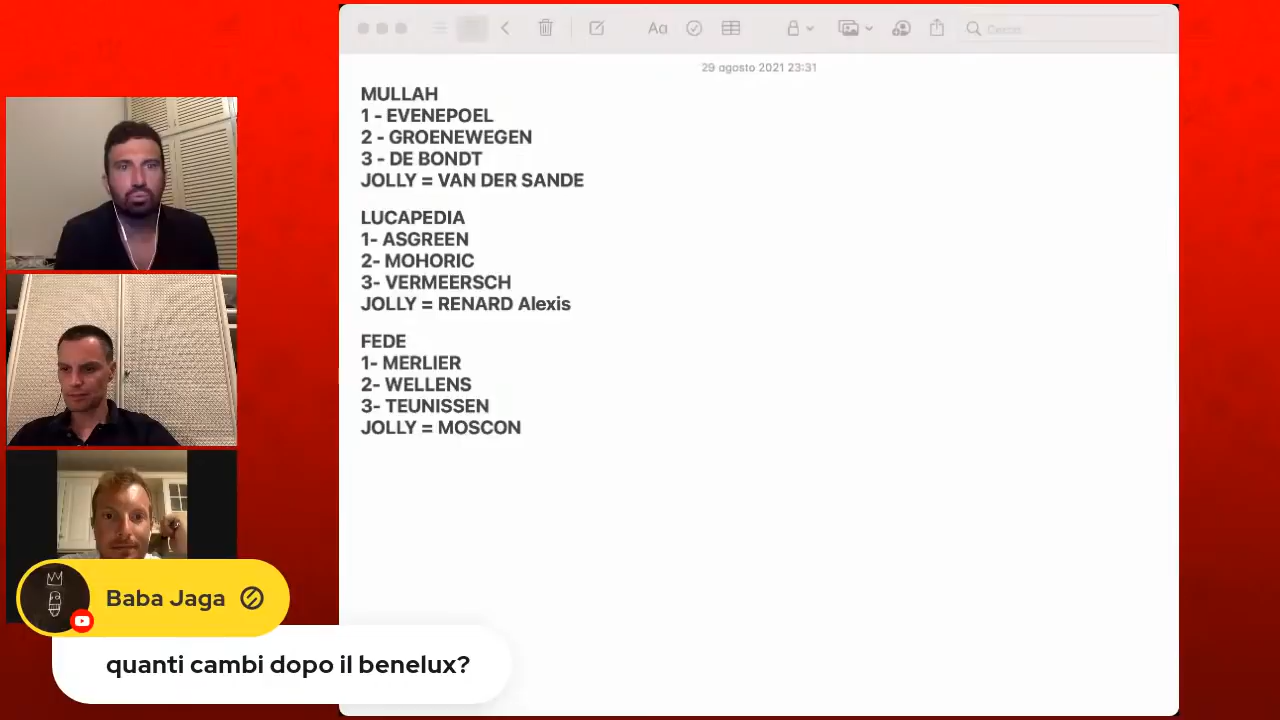 Aa
Cerca
29 agosto 2021 23:31
MULLAH
1 - EVENEPOEL
2 - GROENEWEGEN
3 - DE BONDT
JOLLY = VAN DER SANDE
LUCAPEDIA
1- ASGREEN
2- MOHORIC
3- VERMEERSCH
JOLLY = RENARD Alexis
FEDE
1- MERLIER
2- WELLENS
3- TEUNISSEN
JOLLY = MOSCON
Baba Jaga
quanti cambi dopo il benelux?